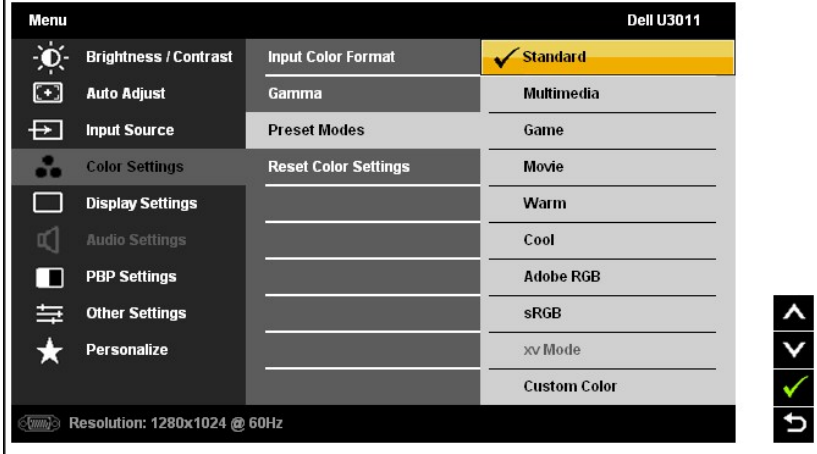 Menu Dell U3011
Brightness / Contrast Input Color Format Standard
Auto Adjust Gamma Multimedia
Input Source Preset Modes Game
Color Settings Reset Color Settings Movie
Display Settings Warm
Audio Settings Cool
PBP Settings Adobe RGB
Other Settings sRGB
Personalize xv Mode
Custom Color
Resolution: 1280x1024 @ 60Hz